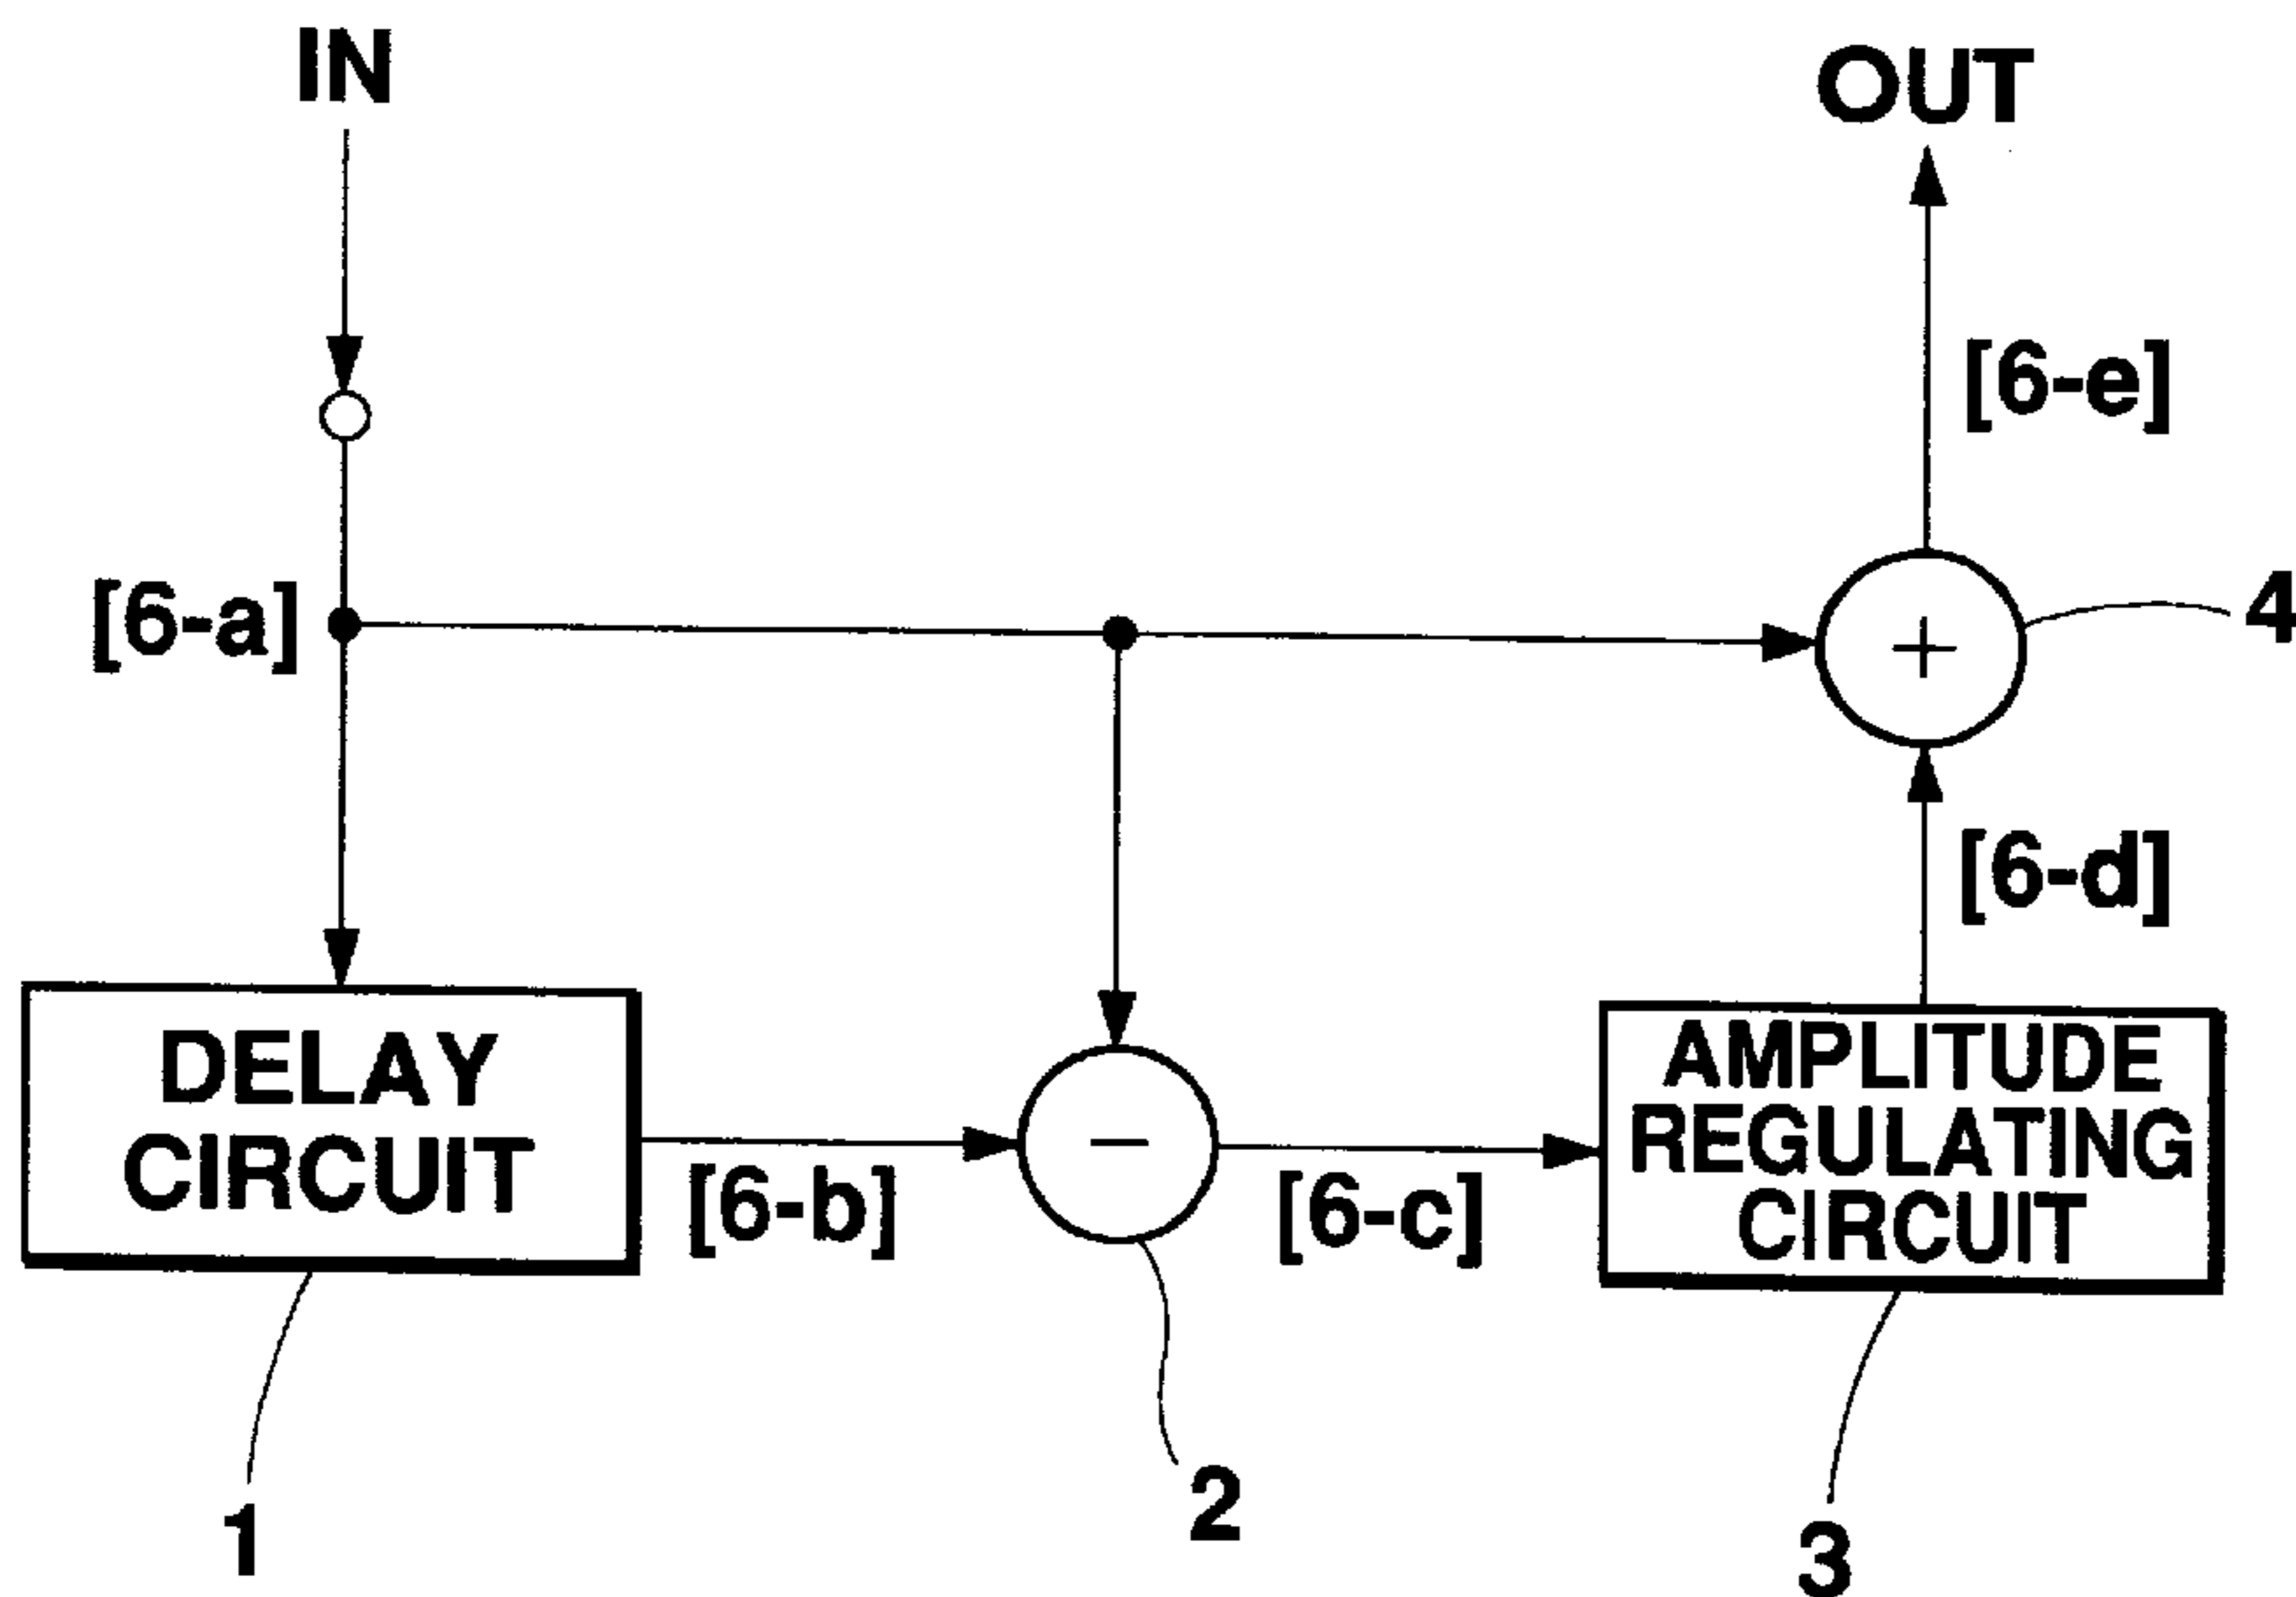 IN
OUT
[6-e]
[6-a]
4
+
[6-d]
DELAY
CIRCUIT
[6-b]
−
[6-c]
AMPLITUDE
REGULATING
CIRCUIT
1
2
3